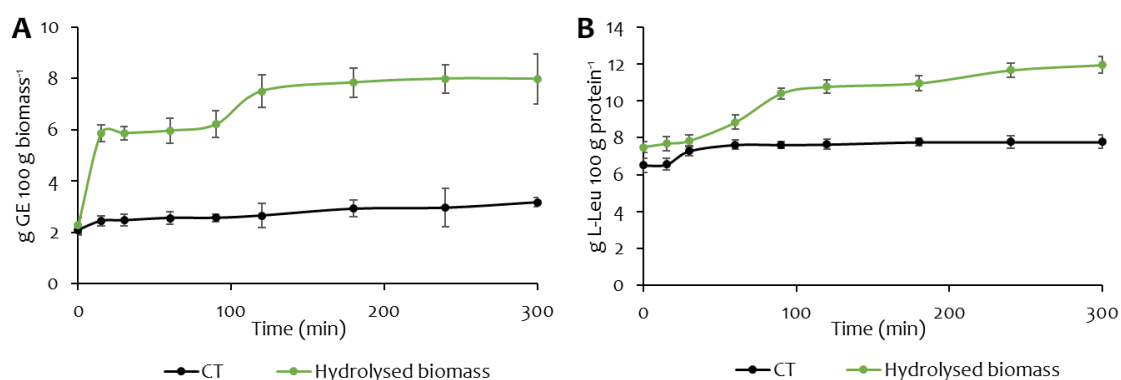 A
g GE 100 g biomass⁻¹
10
8
6
4
2
0
0
100
200
300
Time (min)
CT
Hydrolysed biomass
B
g L-Leu 100 g protein⁻¹
14
12
10
8
6
4
2
0
0
100
200
300
Time (min)
CT
Hydrolysed biomass